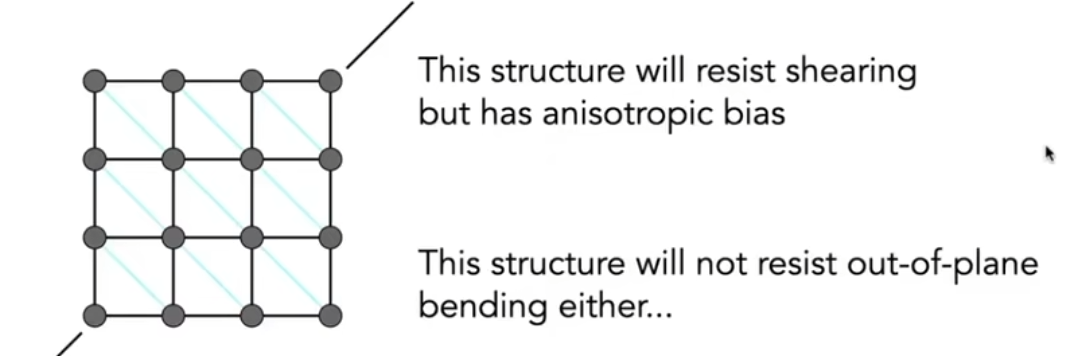 This structure will resist shearing
but has anisotropic bias
This structure will not resist out-of-plane
bending either...